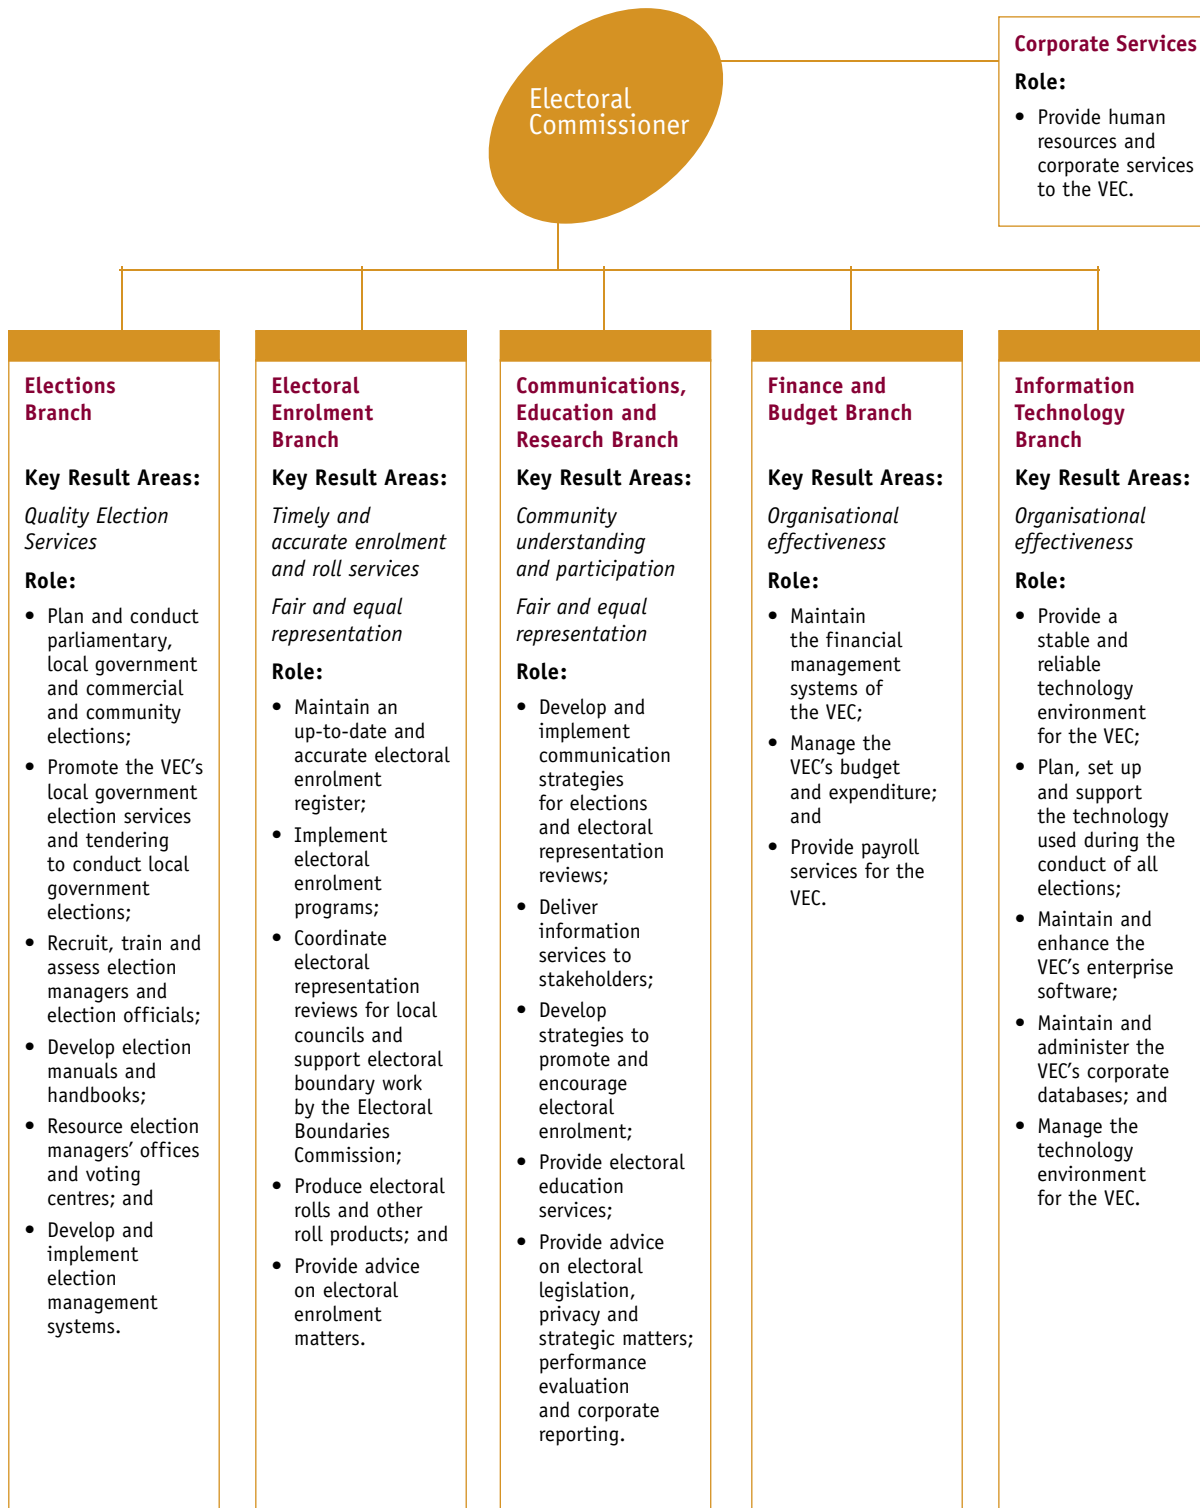 Electoral
Commissioner
Corporate Services
Role:
• Provide human
resources and
corporate services
to the VEC.
Elections
Branch
Key Result Areas:
Quality Election
Services
Role:
• Plan and conduct
parliamentary,
local government
and commercial
and community
elections;
• Promote the VEC's
local government
election services
and tendering
to conduct local
government
elections;
• Recruit, train and
assess election
managers and
election officials;
• Develop election
manuals and
handbooks;
• Resource election
managers' offices
and voting
centres; and
• Develop and
implement
election
management
systems.
Electoral
Enrolment
Branch
Key Result Areas:
Timely and
accurate enrolment
and roll services
Fair and equal
representation
Role:
• Maintain an
up-to-date and
accurate electoral
enrolment
register;
• Implement
electoral
enrolment
programs;
• Coordinate
electoral
representation
reviews for local
councils and
support electoral
boundary work
by the Electoral
Boundaries
Commission;
• Produce electoral
rolls and other
roll products; and
• Provide advice
on electoral
enrolment
matters.
Communications,
Education and
Research Branch
Key Result Areas:
Community
understanding
and participation
Fair and equal
representation
Role:
• Develop and
implement
communication
strategies
for elections
and electoral
representation
reviews;
• Deliver
information
services to
stakeholders;
• Develop
strategies to
promote and
encourage
electoral
enrolment;
• Provide electoral
education
services;
• Provide advice
on electoral
legislation,
privacy and
strategic matters;
performance
evaluation
and corporate
reporting.
Finance and
Budget Branch
Key Result Areas:
Organisational
effectiveness
Role:
• Maintain
the financial
management
systems of
the VEC;
• Manage the
VEC's budget
and expenditure;
and
• Provide payroll
services for the
VEC.
Information
Technology
Branch
Key Result Areas:
Organisational
effectiveness
Role:
• Provide a
stable and
reliable
technology
environment
for the VEC;
• Plan, set up
and support
the technology
used during the
conduct of all
elections;
• Maintain and
enhance the
VEC's enterprise
software;
• Maintain and
administer the
VEC's corporate
databases; and
• Manage the
technology
environment
for the VEC.